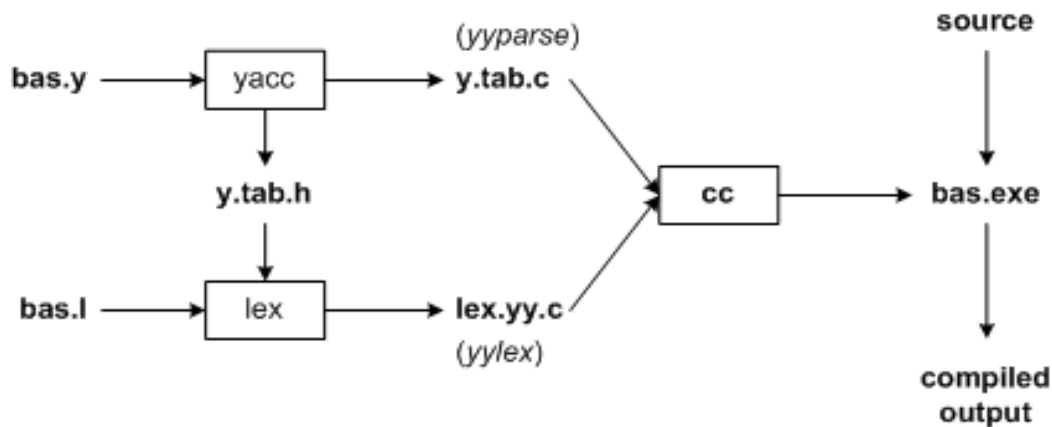 source
(yyparse)
bas.y
yacc
y.tab.c
y.tab.h
cc
bas.exe
bas.l
lex
lex.yy.c
(yylex)
compiled
output